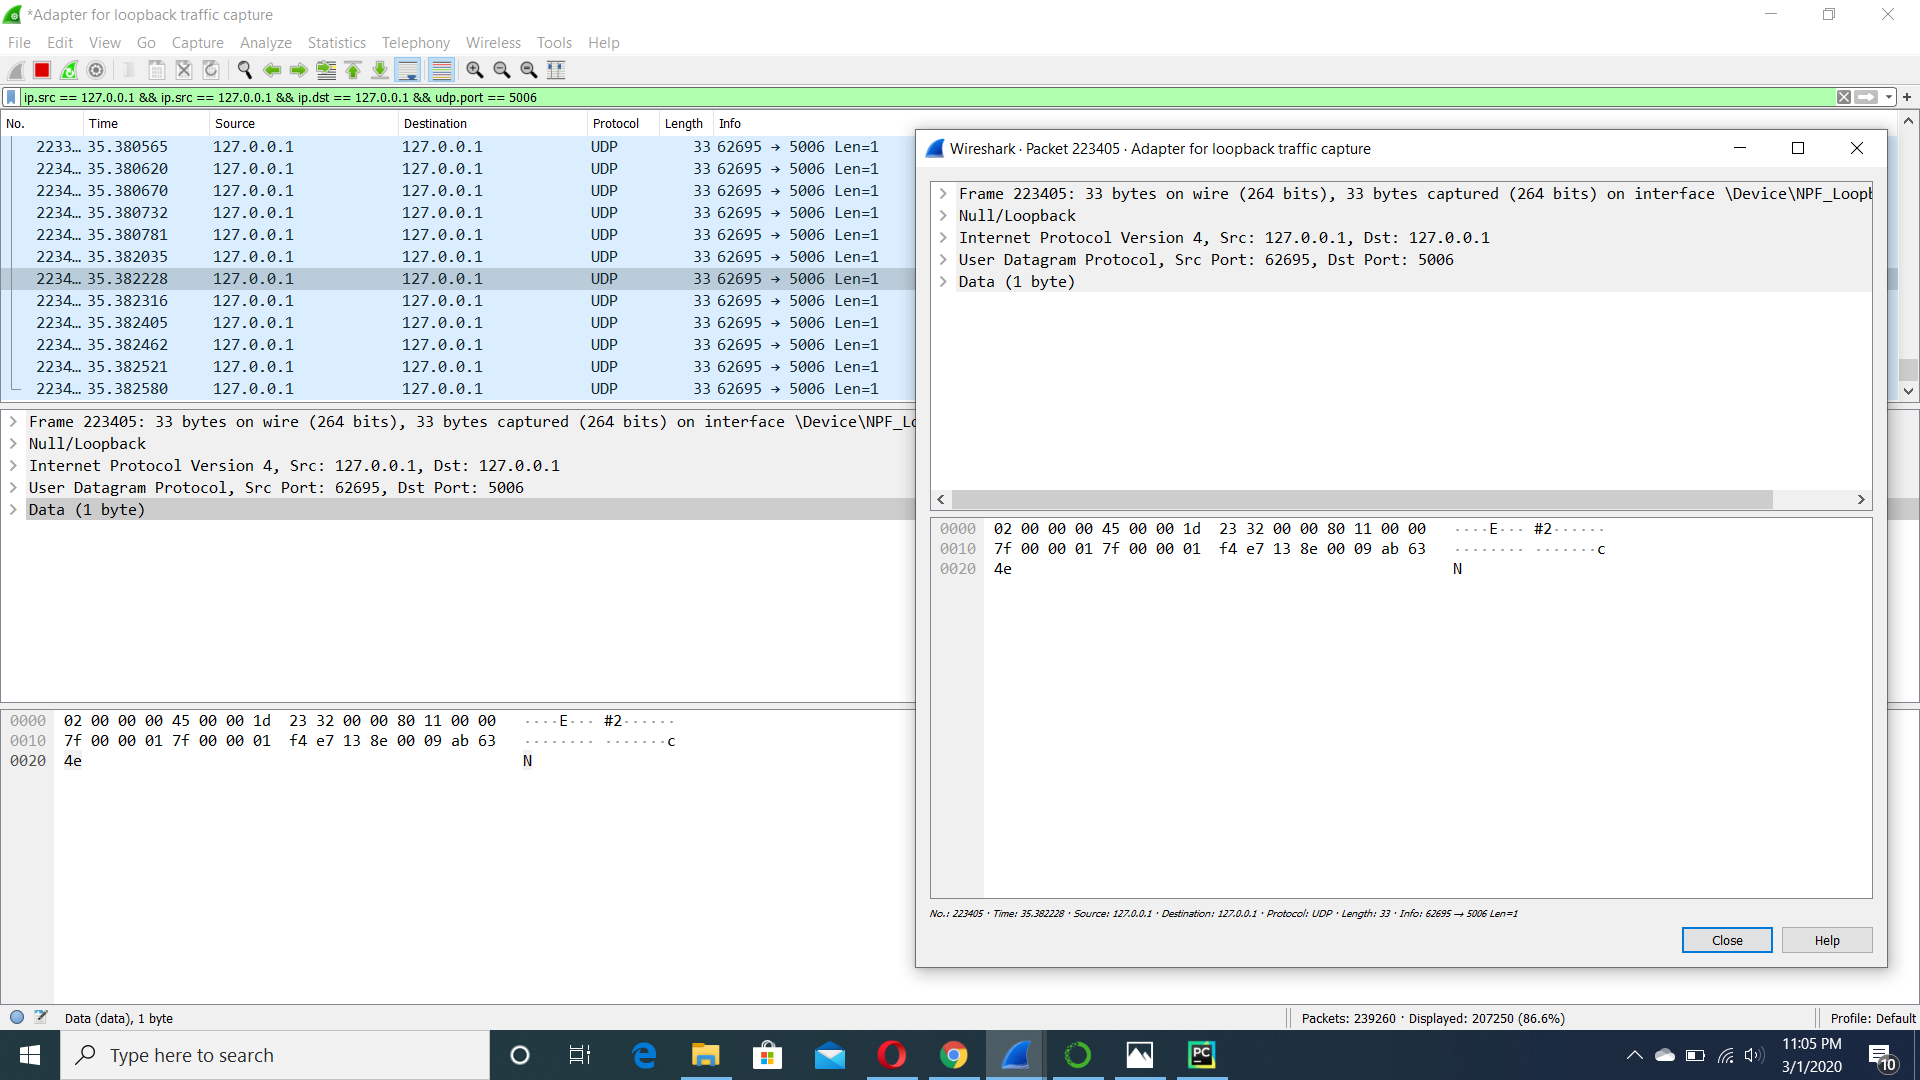 *Adapter for loopback traffic capture
File Edit View Go Capture Analyze Statistics Telephony Wireless Tools Help
ip.src == 127.0.0.1 && ip.src == 127.0.0.1 && ip.dst == 127.0.0.1 && udp.port == 5006
No. Time Source Destination Protocol Length Info
2233... 35.380565 127.0.0.1 127.0.0.1 UDP 33 62695 → 5006 Len=1
2234... 35.380620 127.0.0.1 127.0.0.1 UDP 33 62695 → 5006 Len=1
2234... 35.380670 127.0.0.1 127.0.0.1 UDP 33 62695 → 5006 Len=1
2234... 35.380732 127.0.0.1 127.0.0.1 UDP 33 62695 → 5006 Len=1
2234... 35.380781 127.0.0.1 127.0.0.1 UDP 33 62695 → 5006 Len=1
2234... 35.382035 127.0.0.1 127.0.0.1 UDP 33 62695 → 5006 Len=1
2234... 35.382228 127.0.0.1 127.0.0.1 UDP 33 62695 → 5006 Len=1
2234... 35.382316 127.0.0.1 127.0.0.1 UDP 33 62695 → 5006 Len=1
2234... 35.382405 127.0.0.1 127.0.0.1 UDP 33 62695 → 5006 Len=1
2234... 35.382462 127.0.0.1 127.0.0.1 UDP 33 62695 → 5006 Len=1
2234... 35.382521 127.0.0.1 127.0.0.1 UDP 33 62695 → 5006 Len=1
2234... 35.382580 127.0.0.1 127.0.0.1 UDP 33 62695 → 5006 Len=1
Frame 223405: 33 bytes on wire (264 bits), 33 bytes captured (264 bits) on interface \Device\NPF_Lo
Null/Loopback
Internet Protocol Version 4, Src: 127.0.0.1, Dst: 127.0.0.1
User Datagram Protocol, Src Port: 62695, Dst Port: 5006
Data (1 byte)
0000 02 00 00 00 45 00 00 1d 23 32 00 00 80 11 00 00 ····E··· #2······
0010 7f 00 00 01 7f 00 00 01 f4 e7 13 8e 00 09 ab 63 ········ ·······c
0020 4e N
Wireshark · Packet 223405 · Adapter for loopback traffic capture
Frame 223405: 33 bytes on wire (264 bits), 33 bytes captured (264 bits) on interface \Device\NPF_Loopb
Null/Loopback
Internet Protocol Version 4, Src: 127.0.0.1, Dst: 127.0.0.1
User Datagram Protocol, Src Port: 62695, Dst Port: 5006
Data (1 byte)
0000 02 00 00 00 45 00 00 1d 23 32 00 00 80 11 00 00 ····E··· #2······
0010 7f 00 00 01 7f 00 00 01 f4 e7 13 8e 00 09 ab 63 ········ ·······c
0020 4e N
No.: 223405 · Time: 35.382228 · Source: 127.0.0.1 · Destination: 127.0.0.1 · Protocol: UDP · Length: 33 · Info: 62695 → 5006 Len=1
Close Help
Data (data), 1 byte
Packets: 239260 · Displayed: 207250 (86.6%)
Profile: Default
Type here to search
PC
11:05 PM
3/1/2020
10